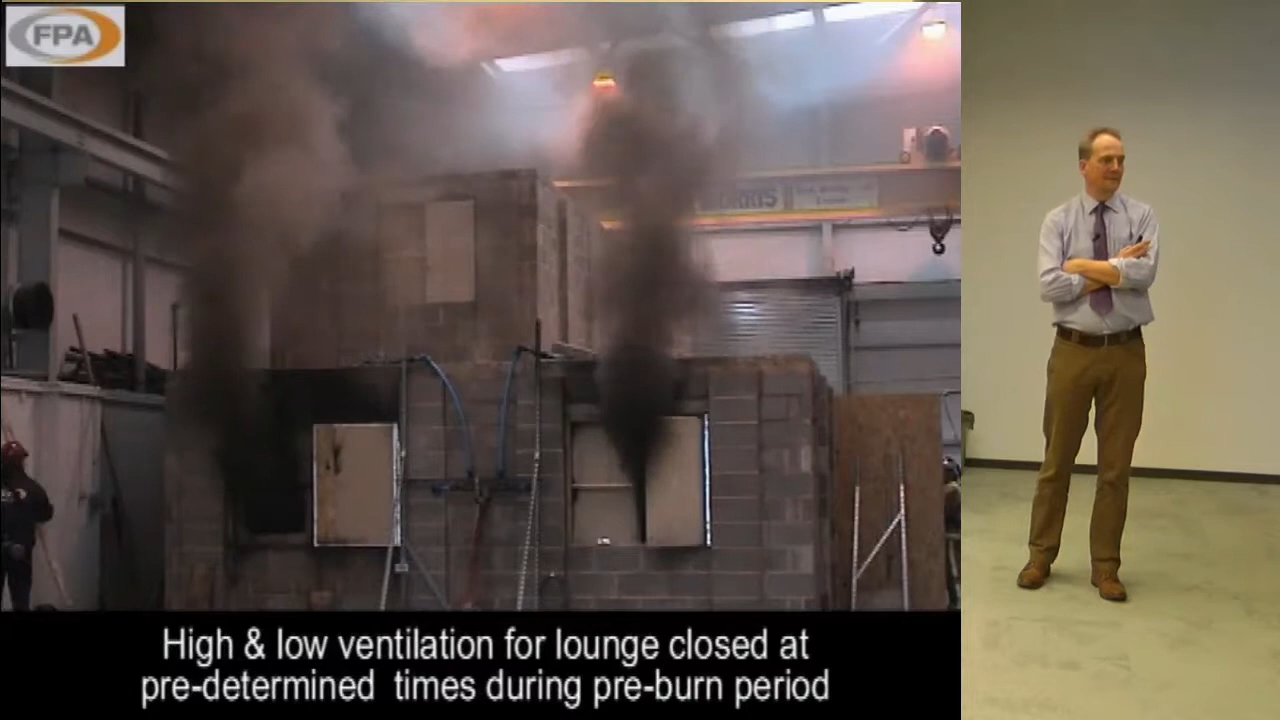 FPA
High & low ventilation for lounge closed at
pre-determined times during pre-burn period